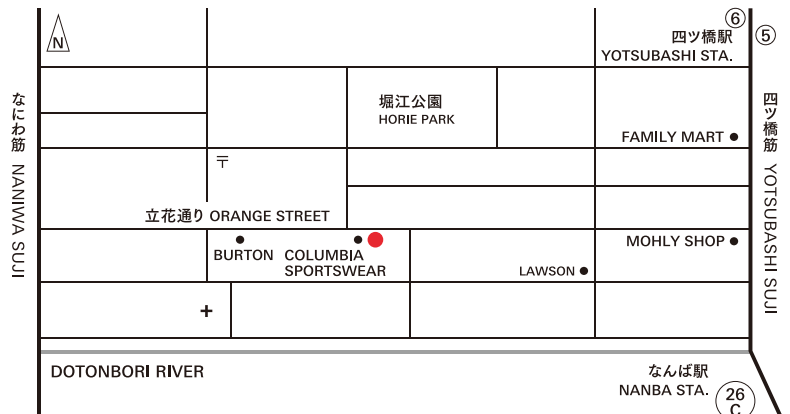 N
⑥
四ツ橋駅
YOTSUBASHI STA.
⑤
堀江公園
HORIE PARK
なにわ筋 NANIWA SUJI
四ツ橋筋 YOTSUBASHI SUJI
FAMILY MART
〒
立花通り ORANGE STREET
BURTON
COLUMBIA
SPORTSWEAR
MOHLY SHOP
LAWSON
DOTONBORI RIVER
なんば駅
NANBA STA.
26
C